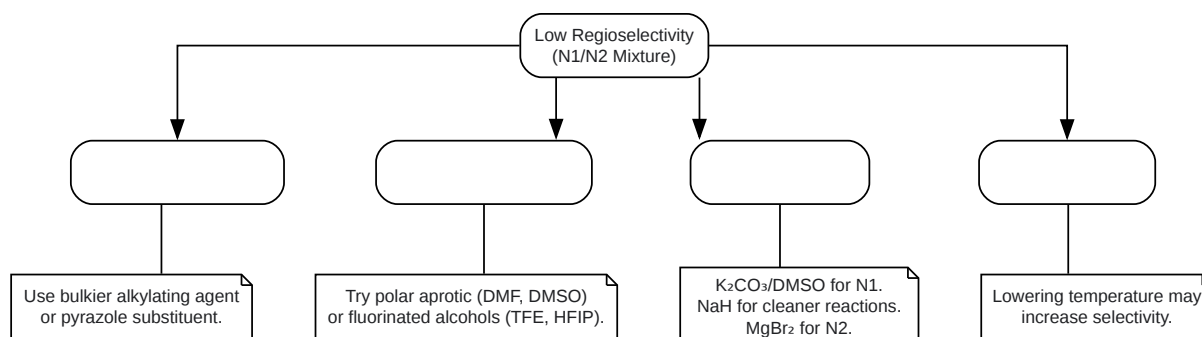 Low Regioselectivity
(N1/N2 Mixture)
Use bulkier alkylating agent
or pyrazole substituent.
Try polar aprotic (DMF, DMSO)
or fluorinated alcohols (TFE, HFIP).
K₂CO₃/DMSO for N1.
NaH for cleaner reactions.
MgBr₂ for N2.
Lowering temperature may
increase selectivity.